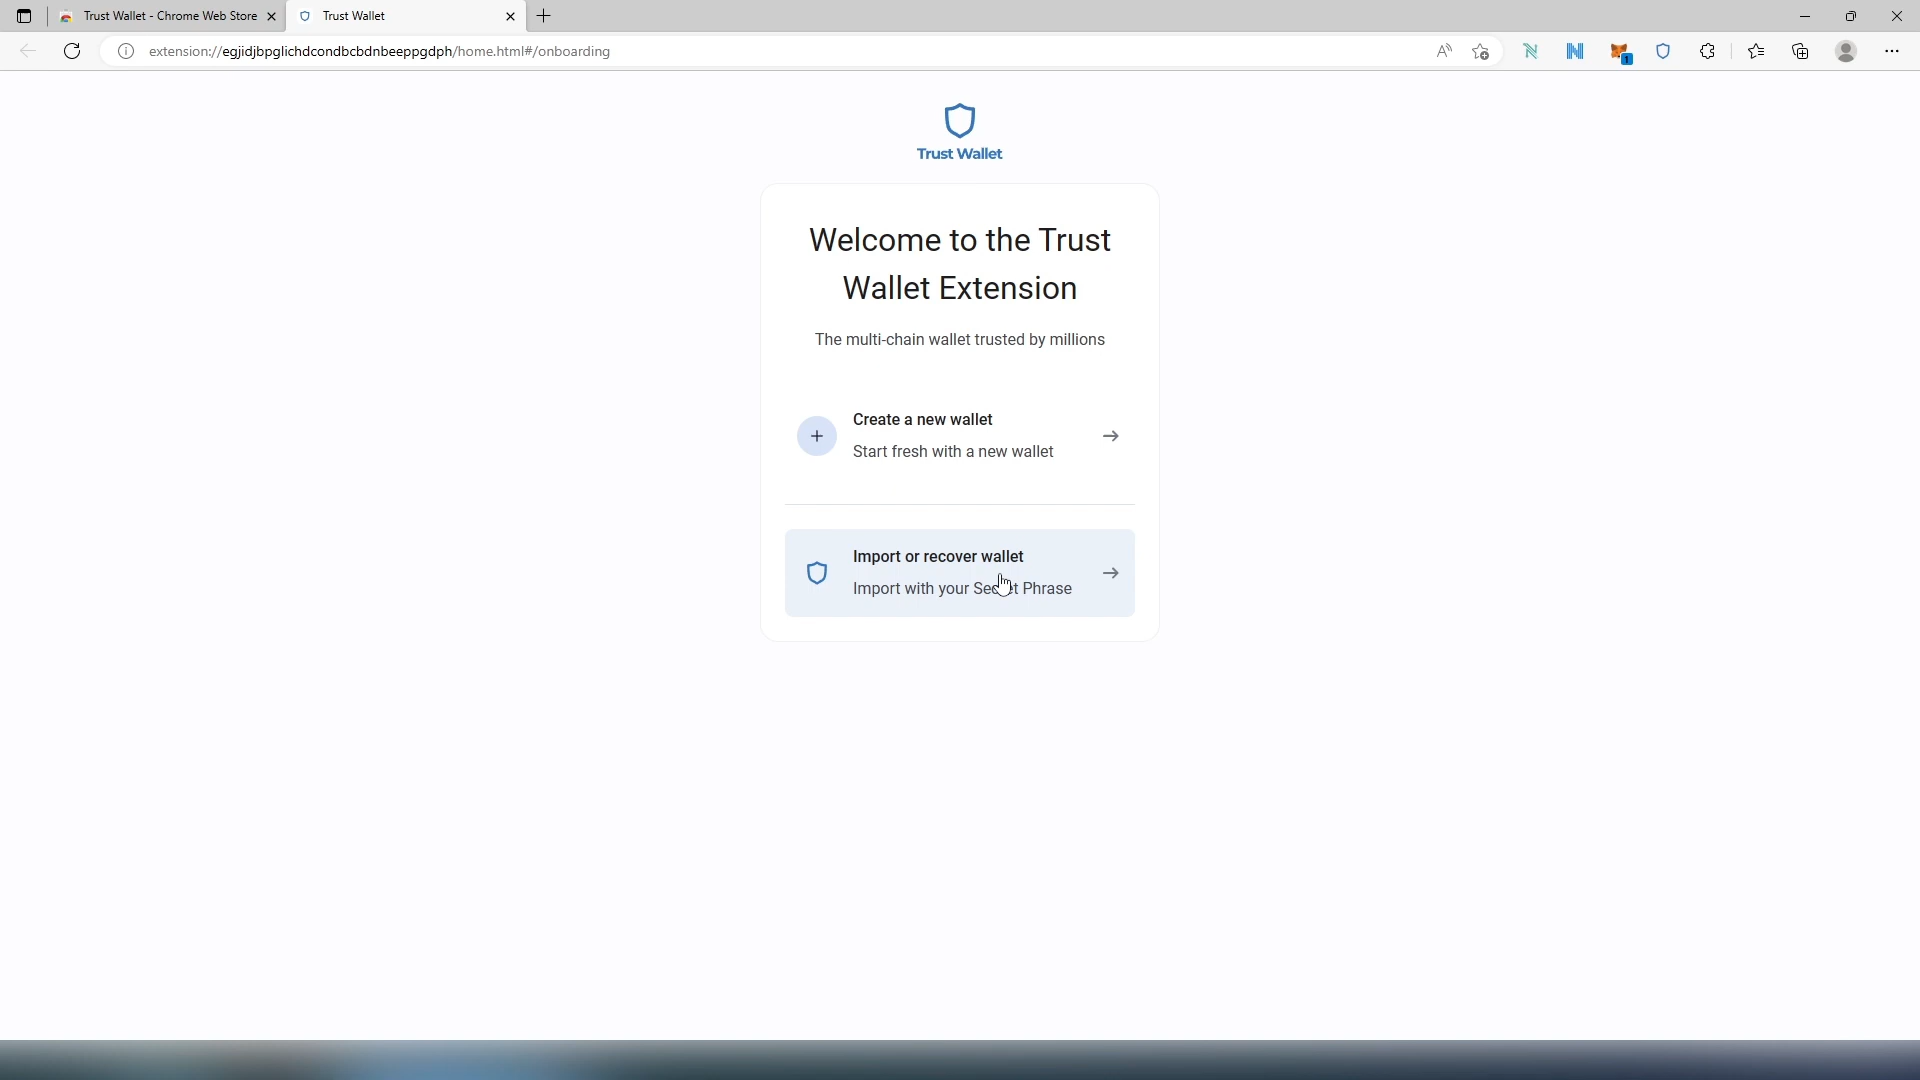 Trust Wallet - Chrome Web Store
Trust Wallet
extension://egjidjbpglichdcondbcbdnbeeppgdph/home.html#/onboarding
1
Trust Wallet
Welcome to the Trust
Wallet Extension
The multi-chain wallet trusted by millions
Create a new wallet
Start fresh with a new wallet
Import or recover wallet
Import with your Secret Phrase